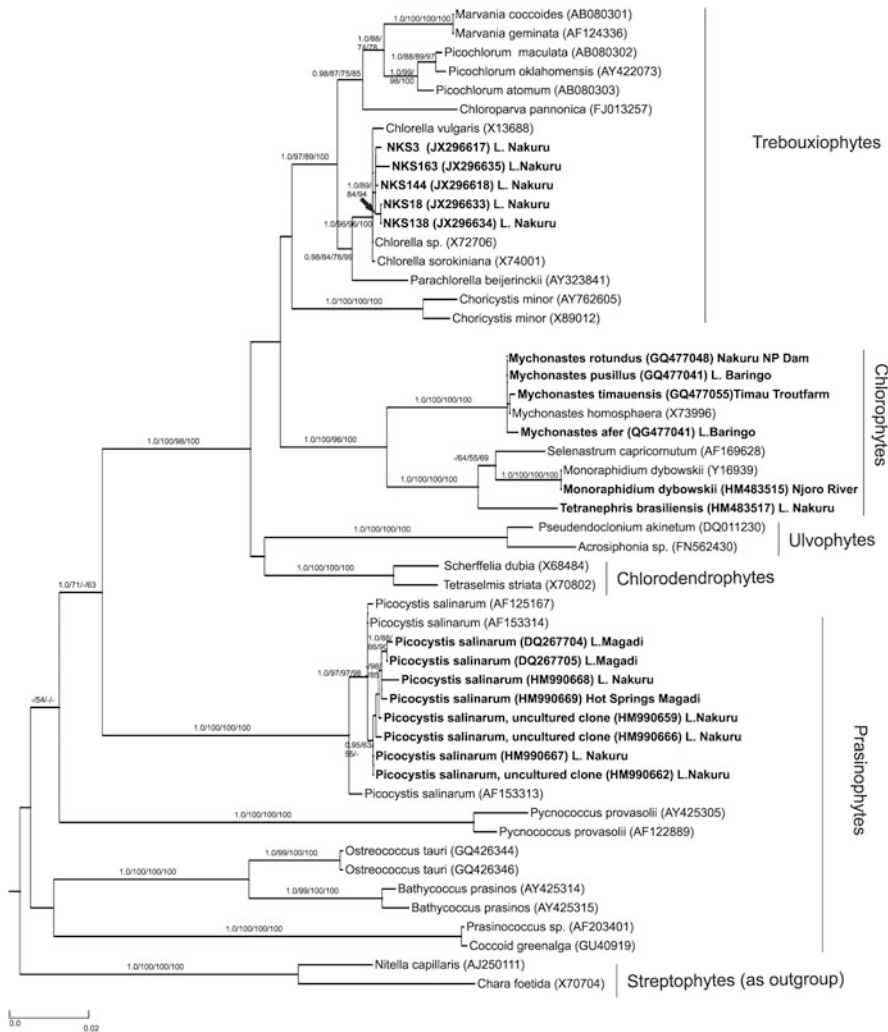 Marvania coccoides (AB080301)
1.0/100/100/100
Marvania geminata (AF124336)
1.0/88/
74/78
Picochlorum maculata (AB080302)
1.0/88/89/97
Picochlorum oklahomensis (AY422073)
1.0/99/
98/100
0.98/87/75/85
Picochlorum atomum (AB080303)
Chloroparva pannonica (FJ013257)
Chlorella vulgaris (X13688)
Trebouxiophytes
NKS3 (JX296617) L. Nakuru
1.0/97/89/100
NKS163 (JX296635) L.Nakuru
1.0/89/
84/94
NKS144 (JX296618) L. Nakuru
NKS18 (JX296633) L. Nakuru
NKS138 (JX296634) L. Nakuru
1.0/96/96/100
Chlorella sp. (X72706)
0.98/84/76/99
Chlorella sorokiniana (X74001)
Parachlorella beijerinckii (AY323841)
1.0/100/100/100
Choricystis minor (AY762605)
Choricystis minor (X89012)
Mychonastes rotundus (GQ477048) Nakuru NP Dam
Mychonastes pusillus (GQ477041) L. Baringo
Mychonastes timauensis (GQ477055)Timau Troutfarm
1.0/100/100/100
Mychonastes homosphaera (X73996)
Mychonastes afer (QG477041) L.Baringo
Chlorophytes
1.0/100/96/100
-/64/55/69
Selenastrum capricornutum (AF169628)
1.0/100/100/100
Monoraphidium dybowskii (Y16939)
1.0/100/100/100
Monoraphidium dybowskii (HM483515) Njoro River
Tetranephris brasiliensis (HM483517) L. Nakuru
1.0/100/98/100
1.0/100/100/100
Pseudendoclonium akinetum (DQ011230)
Acrosiphonia sp. (FN562430)
Ulvophytes
1.0/100/100/100
Scherffelia dubia (X68484)
Tetraselmis striata (X70802)
Chlorodendrophytes
1.0/71/-/63
Picocystis salinarum (AF125167)
Picocystis salinarum (AF153314)
1.0/88/
86/90
Picocystis salinarum (DQ267704) L.Magadi
-/96/
/85
Picocystis salinarum (DQ267705) L.Magadi
1.0/97/97/98
Picocystis salinarum (HM990668) L. Nakuru
Picocystis salinarum (HM990669) Hot Springs Magadi
-/54/-/-
Picocystis salinarum, uncultured clone (HM990659) L.Nakuru
1.0/100/100/100
Picocystis salinarum, uncultured clone (HM990666) L. Nakuru
0.95/63/
55/-
Picocystis salinarum (HM990667) L. Nakuru
Picocystis salinarum, uncultured clone (HM990662) L.Nakuru
Picocystis salinarum (AF153313)
Prasinophytes
1.0/100/100/100
Pycnococcus provasolii (AY425305)
Pycnococcus provasolii (AF122889)
1.0/99/100/100
Ostreococcus tauri (GQ426344)
Ostreococcus tauri (GQ426346)
1.0/100/100/100
1.0/99/100/100
Bathycoccus prasinos (AY425314)
Bathycoccus prasinos (AY425315)
1.0/100/100/100
Prasinococcus sp. (AF203401)
Coccoid greenalga (GU40919)
1.0/100/100/100
Nitella capillaris (AJ250111)
Chara foetida (X70704)
Streptophytes (as outgroup)
0.0
0.02